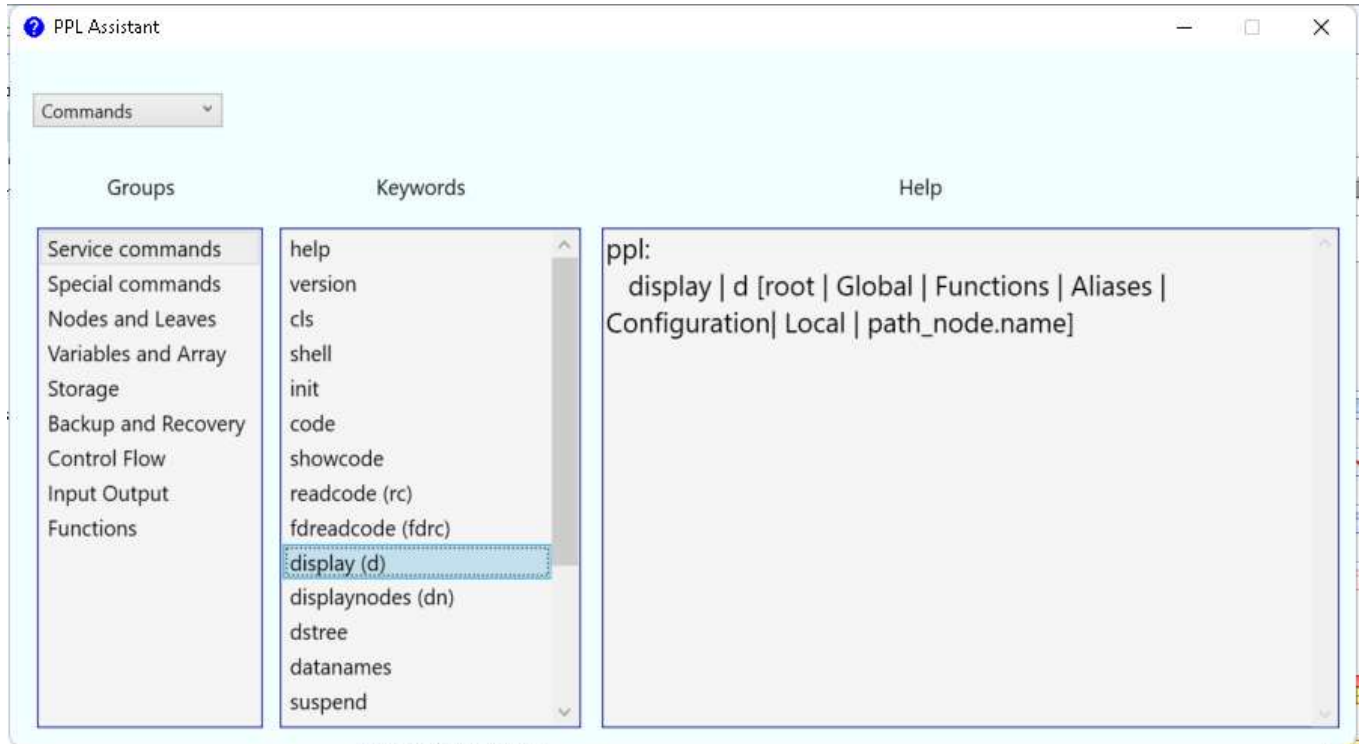 PPL Assistant
Commands
Groups
Keywords
Help
Service commands
Special commands
Nodes and Leaves
Variables and Array
Storage
Backup and Recovery
Control Flow
Input Output
Functions
help
version
cls
shell
init
code
showcode
readcode (rc)
fdreadcode (fdrc)
display (d)
displaynodes (dn)
dstree
datanames
suspend
ppl:
display | d [root | Global | Functions | Aliases |
Configuration| Local | path_node.name]